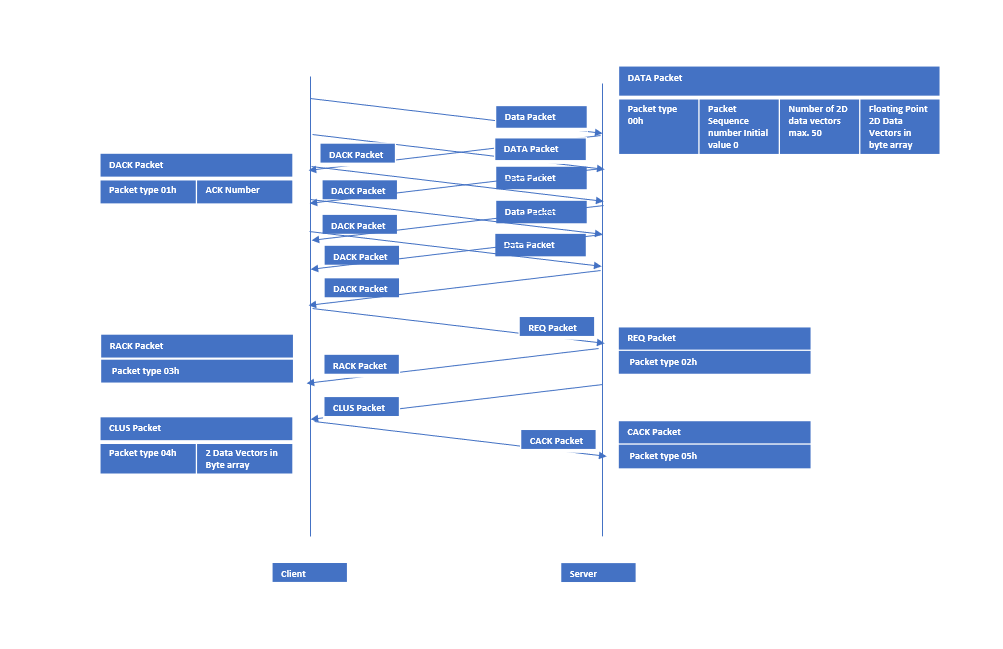 DATA Packet
Packet type
00h
Packet
Sequence
number Initial
value 0
Number of 2D
data vectors
max. 50
Floating Point
2D Data
Vectors in
byte array
Data Packet
DATA Packet
DACK Packet
DACK Packet
Packet type 01h
ACK Number
Data Packet
DACK Packet
Data Packet
DACK Packet
Data Packet
DACK Packet
DACK Packet
REQ Packet
REQ Packet
Packet type 02h
RACK Packet
Packet type 03h
RACK Packet
CLUS Packet
CLUS Packet
Packet type 04h
2 Data Vectors in
Byte array
CACK Packet
CACK Packet
Packet type 05h
Client
Server